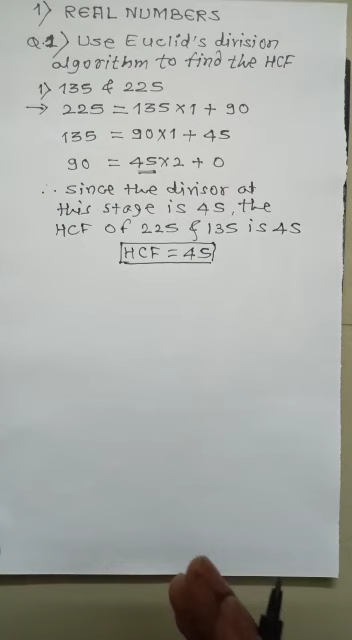 1) REAL NUMBERS
Q.1) Use Euclid's division
algorithm to find the HCF
1) 135 & 225
→ 225 = 135 × 1 + 90
135 = 90 × 1 + 45
90 = 45 × 2 + 0
∴ Since the divisor at
this stage is 45, the
HCF of 225 & 135 is 45
HCF = 45